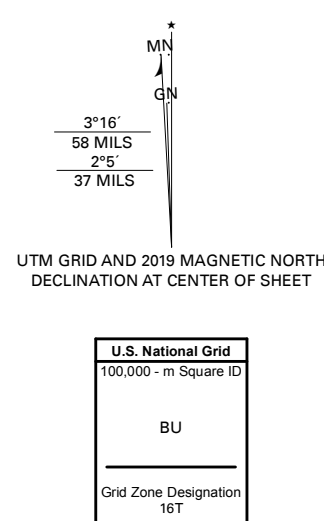 MN
GN
3°16´
58 MILS
2°5´
37 MILS
UTM GRID AND 2019 MAGNETIC NORTH
DECLINATION AT CENTER OF SHEET
U.S. National Grid
100,000 - m Square ID
BU
Grid Zone Designation
16T